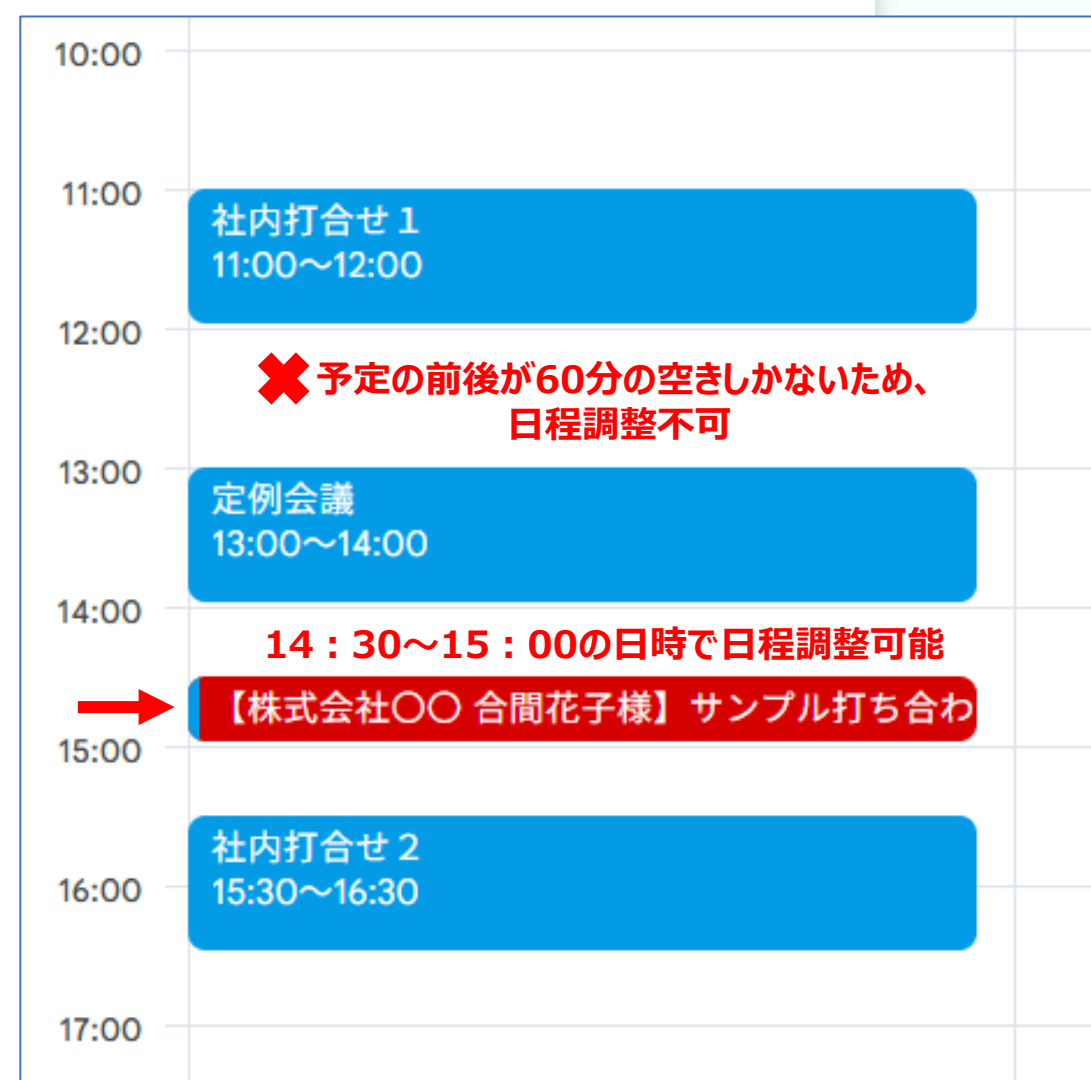 10:00
11:00
社内打合せ１
11:00～12:00
12:00
✖予定の前後が60分の空きしかないため、
日程調整不可
13:00
定例会議
13:00～14:00
14:00
14：30～15：00の日時で日程調整可能
【株式会社〇〇 合間花子様】サンプル打ち合わ
15:00
社内打合せ２
15:30～16:30
16:00
17:00